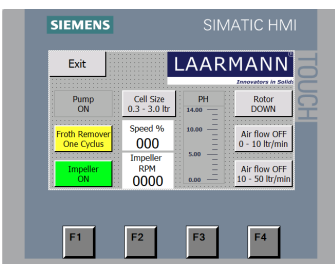 SIEMENS
SIMATIC HMI
TOUCH
Exit
LAARMANN
Innovators in Solids
Pump
ON
Cell Size
0.3 - 3.0 ltr
PH
14.00
10.00
5.00
0.00
Rotor
DOWN
Froth Remover
One Cyclus
Speed %
000
Air flow OFF
0 - 10 ltr/min
Impeller
ON
Impeller
RPM
0000
Air flow OFF
10 - 50 ltr/min
F1
F2
F3
F4